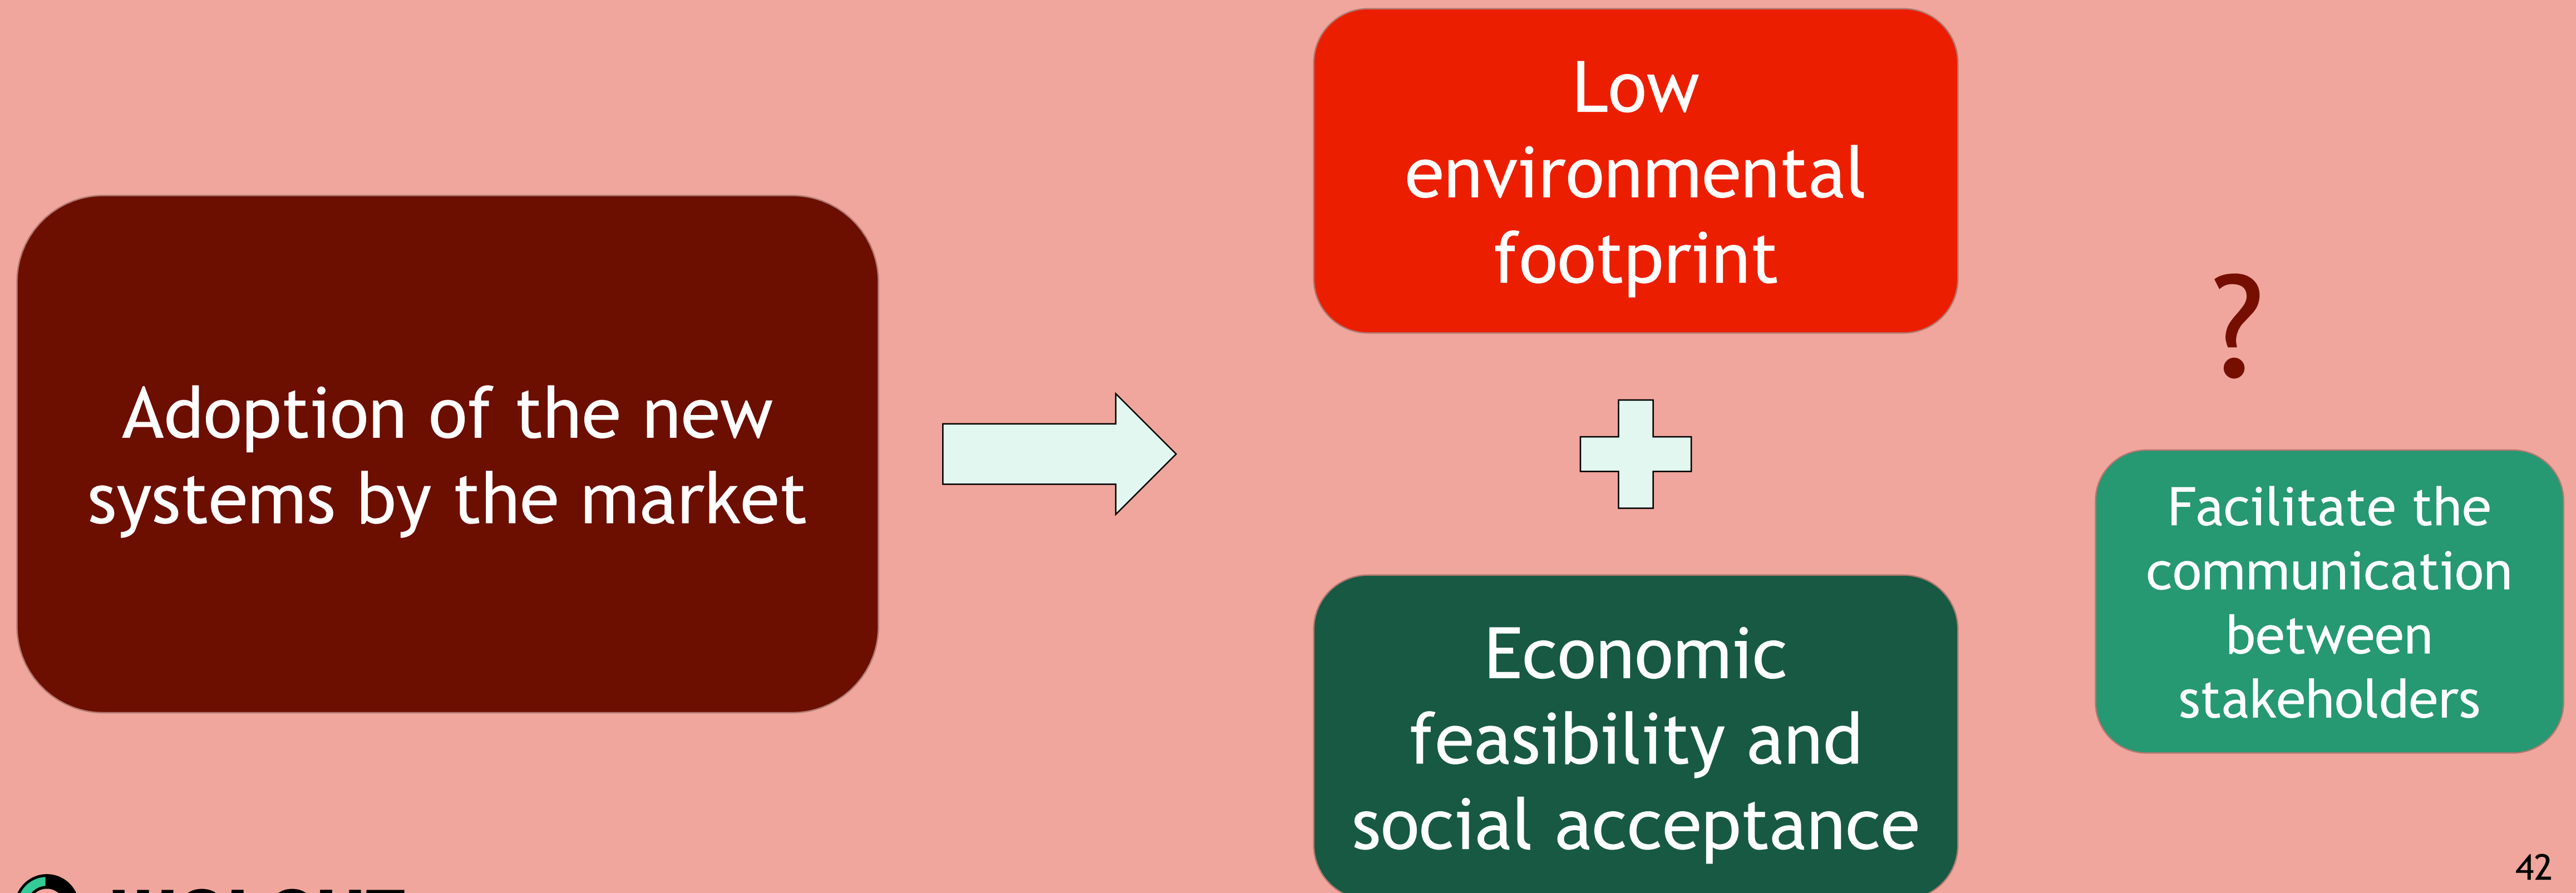 Low
environmental
footprint
Adoption of the new
systems by the market
?
Facilitate the
communication
between
stakeholders
Economic
feasibility and
social acceptance
42